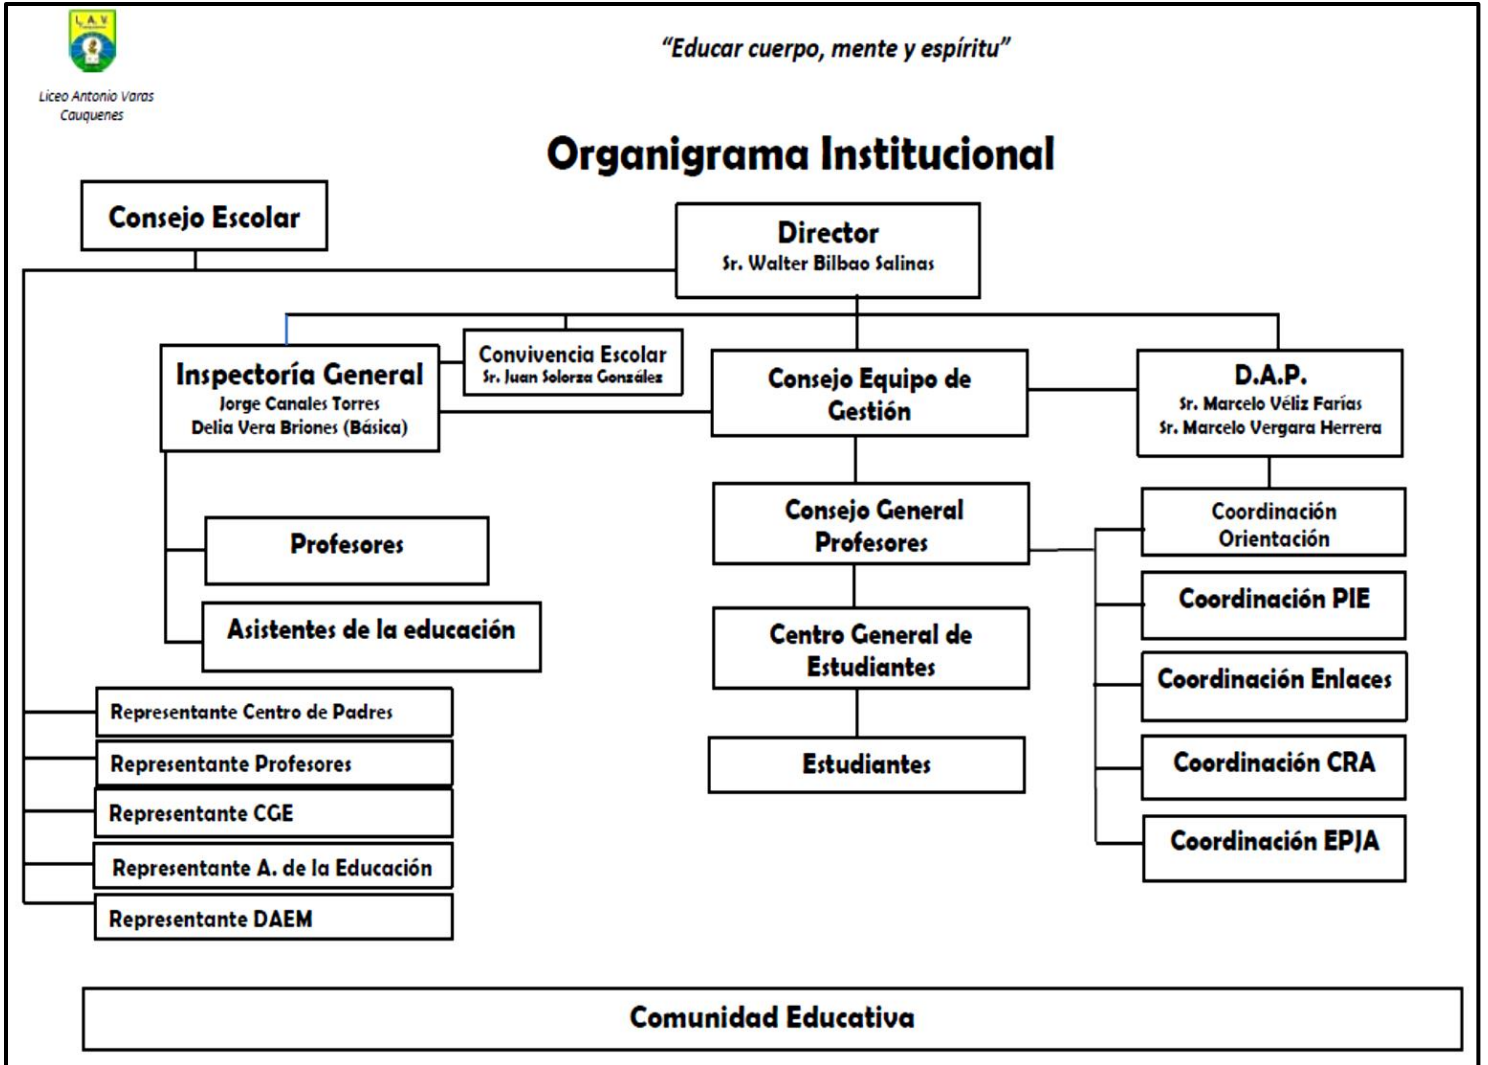 L. A. V.
Liceo Antonio Varas
Cauquenes
“Educar cuerpo, mente y espíritu”
Organigrama Institucional
Consejo Escolar
Director
Sr. Walter Bilbao Salinas
Inspectoría General
Jorge Canales Torres
Delia Vera Briones (Básica)
Convivencia Escolar
Sr. Juan Solorza González
Consejo Equipo de
Gestión
D.A.P.
Sr. Marcelo Véliz Farías
Sr. Marcelo Vergara Herrera
Profesores
Asistentes de la educación
Consejo General
Profesores
Centro General de
Estudiantes
Estudiantes
Coordinación
Orientación
Coordinación PIE
Coordinación Enlaces
Coordinación CRA
Coordinación EPJA
Representante Centro de Padres
Representante Profesores
Representante CGE
Representante A. de la Educación
Representante DAEM
Comunidad Educativa